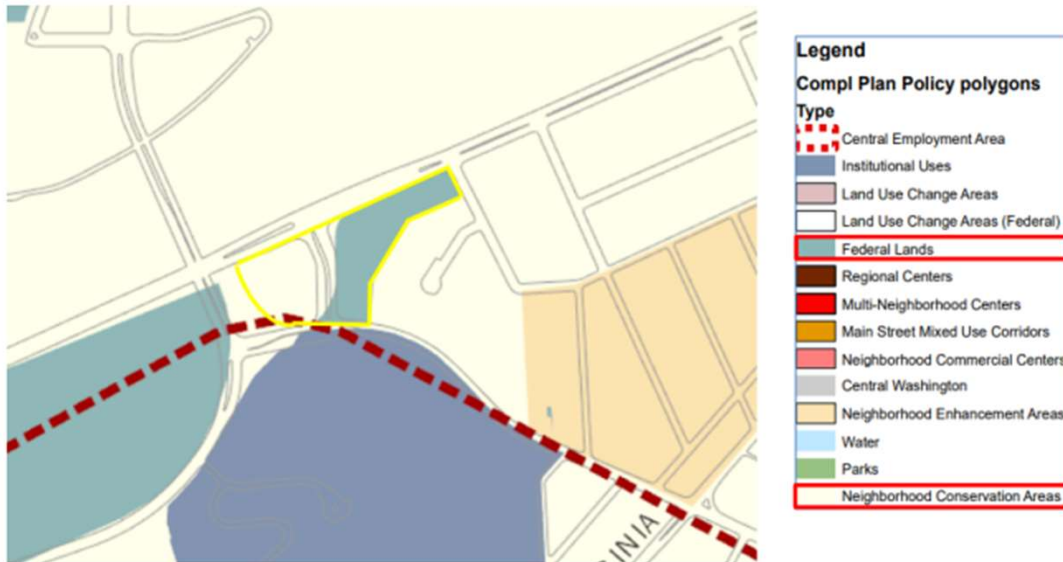 Legend
Compl Plan Policy polygons
Type
Central Employment Area
Institutional Uses
Land Use Change Areas
Land Use Change Areas (Federal)
Federal Lands
Regional Centers
Multi-Neighborhood Centers
Main Street Mixed Use Corridors
Neighborhood Commercial Centers
Central Washington
Neighborhood Enhancement Areas
Water
Parks
Neighborhood Conservation Areas
INIA